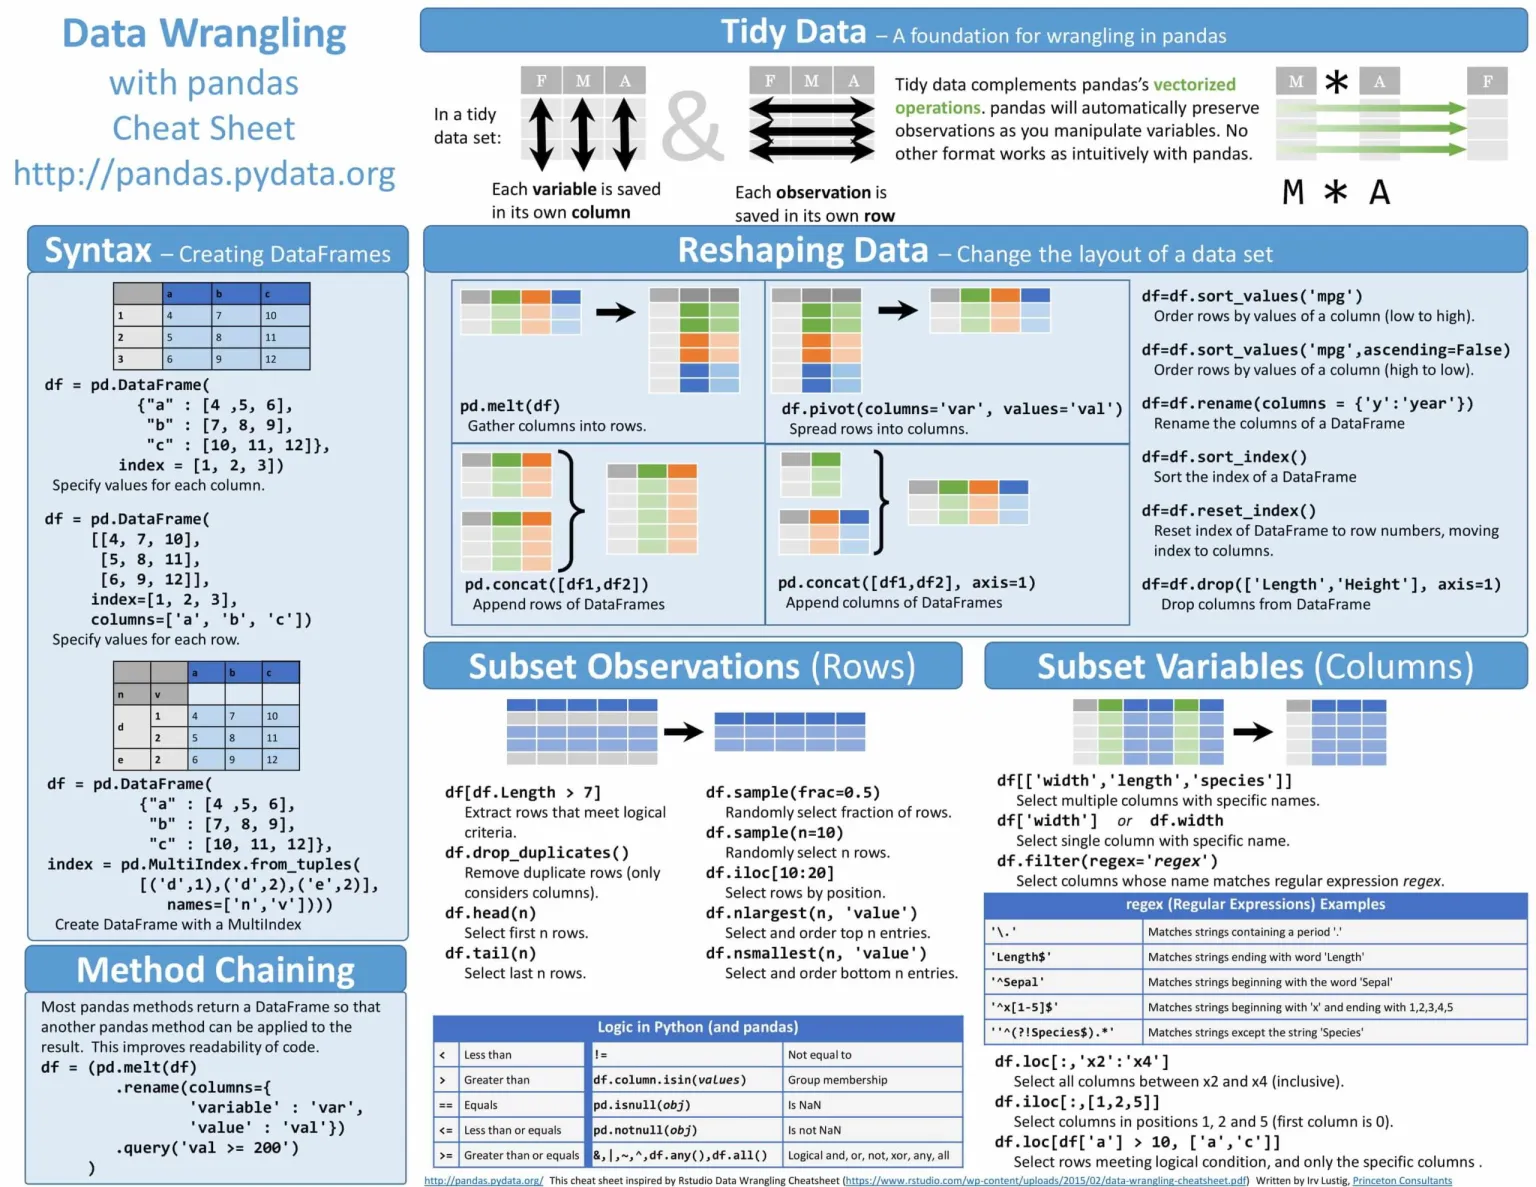 Data Wrangling
with pandas
Cheat Sheet
http://pandas.pydata.org
Tidy Data – A foundation for wrangling in pandas
In a tidy
data set:
F M A
Each variable is saved
in its own column
&
F M A
Each observation is
saved in its own row
Tidy data complements pandas's vectorized
operations. pandas will automatically preserve
observations as you manipulate variables. No
other format works as intuitively with pandas.
M * A F
M * A
Syntax – Creating DataFrames
a b c
1 4 7 10
2 5 8 11
3 6 9 12
df = pd.DataFrame(
{"a" : [4 ,5, 6],
"b" : [7, 8, 9],
"c" : [10, 11, 12]},
index = [1, 2, 3])
Specify values for each column.
df = pd.DataFrame(
[[4, 7, 10],
[5, 8, 11],
[6, 9, 12]],
index=[1, 2, 3],
columns=['a', 'b', 'c'])
Specify values for each row.
a b c
n v
d 1 4 7 10
2 5 8 11
e 2 6 9 12
df = pd.DataFrame(
{"a" : [4 ,5, 6],
"b" : [7, 8, 9],
"c" : [10, 11, 12]},
index = pd.MultiIndex.from_tuples(
[('d',1),('d',2),('e',2)],
names=['n','v'])))
Create DataFrame with a MultiIndex
Method Chaining
Most pandas methods return a DataFrame so that
another pandas method can be applied to the
result. This improves readability of code.
df = (pd.melt(df)
.rename(columns={
'variable' : 'var',
'value' : 'val'})
.query('val >= 200')
)
Reshaping Data – Change the layout of a data set
pd.melt(df)
Gather columns into rows.
df.pivot(columns='var', values='val')
Spread rows into columns.
pd.concat([df1,df2])
Append rows of DataFrames
pd.concat([df1,df2], axis=1)
Append columns of DataFrames
df=df.sort_values('mpg')
Order rows by values of a column (low to high).
df=df.sort_values('mpg',ascending=False)
Order rows by values of a column (high to low).
df=df.rename(columns = {'y':'year'})
Rename the columns of a DataFrame
df=df.sort_index()
Sort the index of a DataFrame
df=df.reset_index()
Reset index of DataFrame to row numbers, moving
index to columns.
df=df.drop(['Length','Height'], axis=1)
Drop columns from DataFrame
Subset Observations (Rows)
df[df.Length > 7]
Extract rows that meet logical
criteria.
df.drop_duplicates()
Remove duplicate rows (only
considers columns).
df.head(n)
Select first n rows.
df.tail(n)
Select last n rows.
df.sample(frac=0.5)
Randomly select fraction of rows.
df.sample(n=10)
Randomly select n rows.
df.iloc[10:20]
Select rows by position.
df.nlargest(n, 'value')
Select and order top n entries.
df.nsmallest(n, 'value')
Select and order bottom n entries.
Logic in Python (and pandas)
< Less than != Not equal to
> Greater than df.column.isin(values) Group membership
== Equals pd.isnull(obj) Is NaN
<= Less than or equals pd.notnull(obj) Is not NaN
>= Greater than or equals &,|,~,^,df.any(),df.all() Logical and, or, not, xor, any, all
Subset Variables (Columns)
df[['width','length','species']]
Select multiple columns with specific names.
df['width'] or df.width
Select single column with specific name.
df.filter(regex='regex')
Select columns whose name matches regular expression regex.
regex (Regular Expressions) Examples
'\.' Matches strings containing a period '.'
'Length$' Matches strings ending with word 'Length'
'^Sepal' Matches strings beginning with the word 'Sepal'
'^x[1-5]$' Matches strings beginning with 'x' and ending with 1,2,3,4,5
''^(?!Species$).*' Matches strings except the string 'Species'
df.loc[:,'x2':'x4']
Select all columns between x2 and x4 (inclusive).
df.iloc[:,[1,2,5]]
Select columns in positions 1, 2 and 5 (first column is 0).
df.loc[df['a'] > 10, ['a','c']]
Select rows meeting logical condition, and only the specific columns .
http://pandas.pydata.org/ This cheat sheet inspired by Rstudio Data Wrangling Cheatsheet (https://www.rstudio.com/wp-content/uploads/2015/02/data-wrangling-cheatsheet.pdf) Written by Irv Lustig, Princeton Consultants